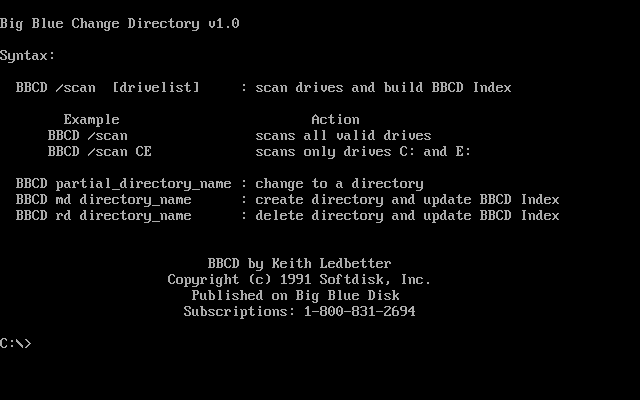 Big Blue Change Directory v1.0
Syntax:
BBCD /scan [drivelist] : scan drives and build BBCD Index
Example Action
BBCD /scan scans all valid drives
BBCD /scan CE scans only drives C: and E:
BBCD partial_directory_name : change to a directory
BBCD md directory_name : create directory and update BBCD Index
BBCD rd directory_name : delete directory and update BBCD Index
BBCD by Keith Ledbetter
Copyright (c) 1991 Softdisk, Inc.
Published on Big Blue Disk
Subscriptions: 1-800-831-2694
C:\>